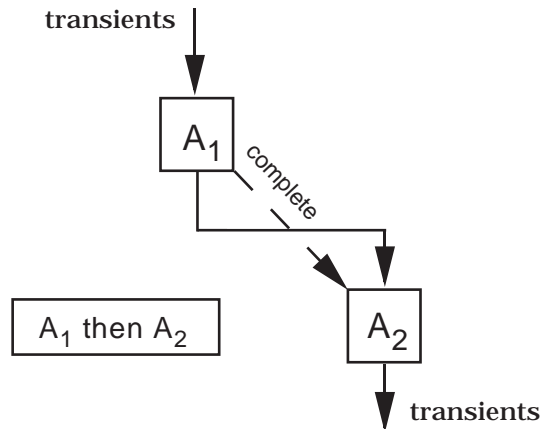 transients
A₁
complete
A₁ then A₂
A₂
transients